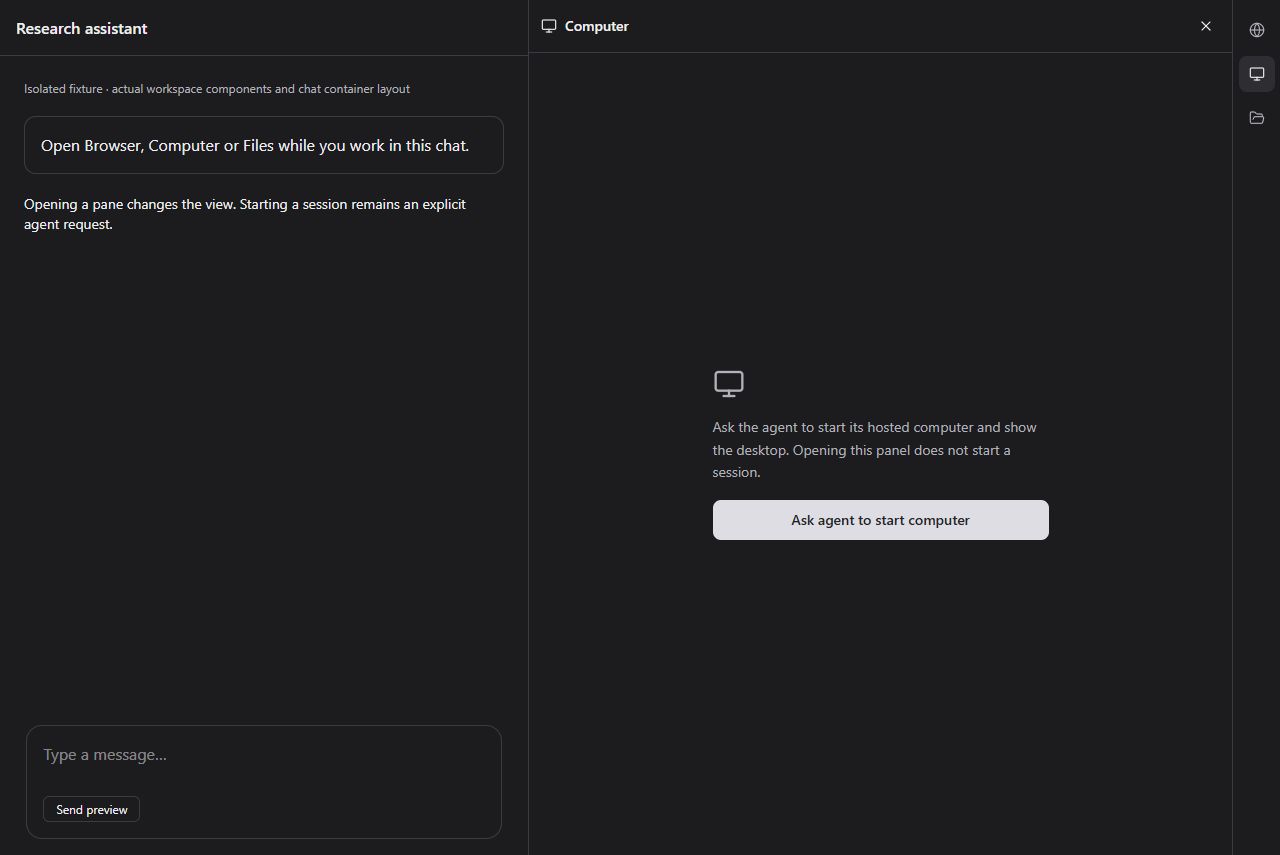 Research assistant
Isolated fixture · actual workspace components and chat container layout
Open Browser, Computer or Files while you work in this chat.
Opening a pane changes the view. Starting a session remains an explicit
agent request.
Type a message...
Send preview
Computer
Ask the agent to start its hosted computer and show
the desktop. Opening this panel does not start a
session.
Ask agent to start computer